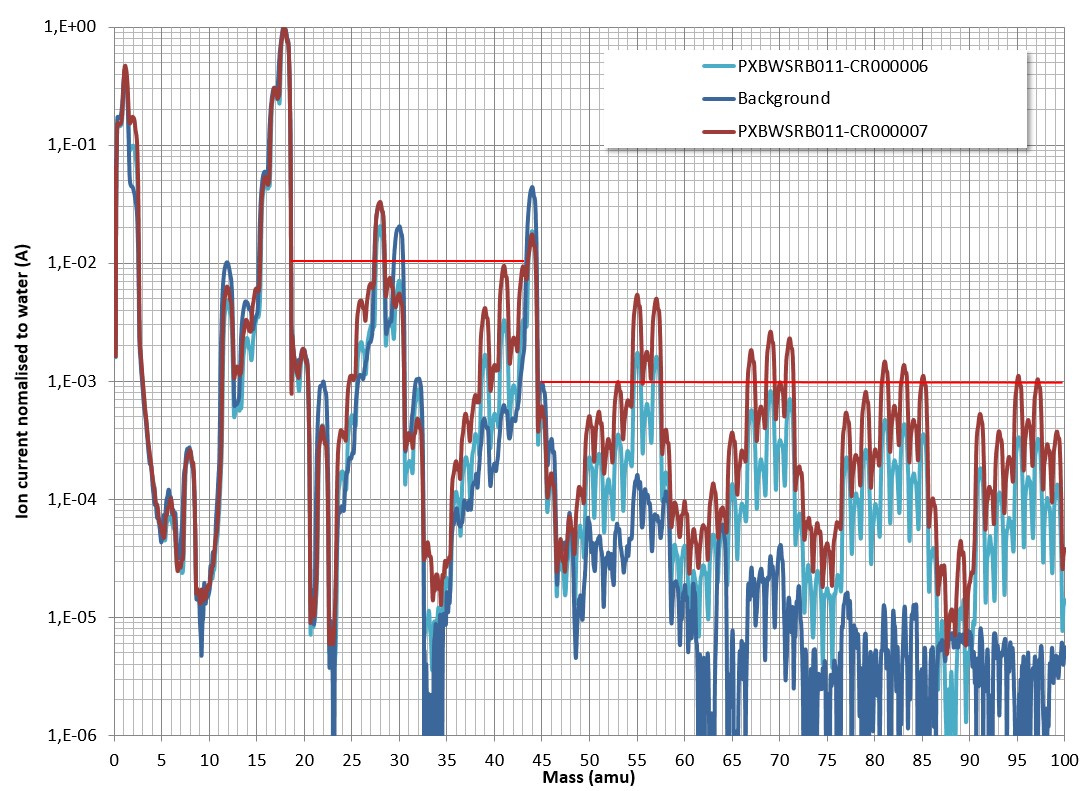 1,E+00
1,E-01
1,E-02
1,E-03
1,E-04
1,E-05
1,E-06
Ion current nomalised to water (A)
PXBWSRB011-CR000006
Background
PXBWSRB011-CR000007
0 5 10 15 20 25 30 35 40 45 50 55 60 65 70 75 80 85 90 95 100
Mass (amu)